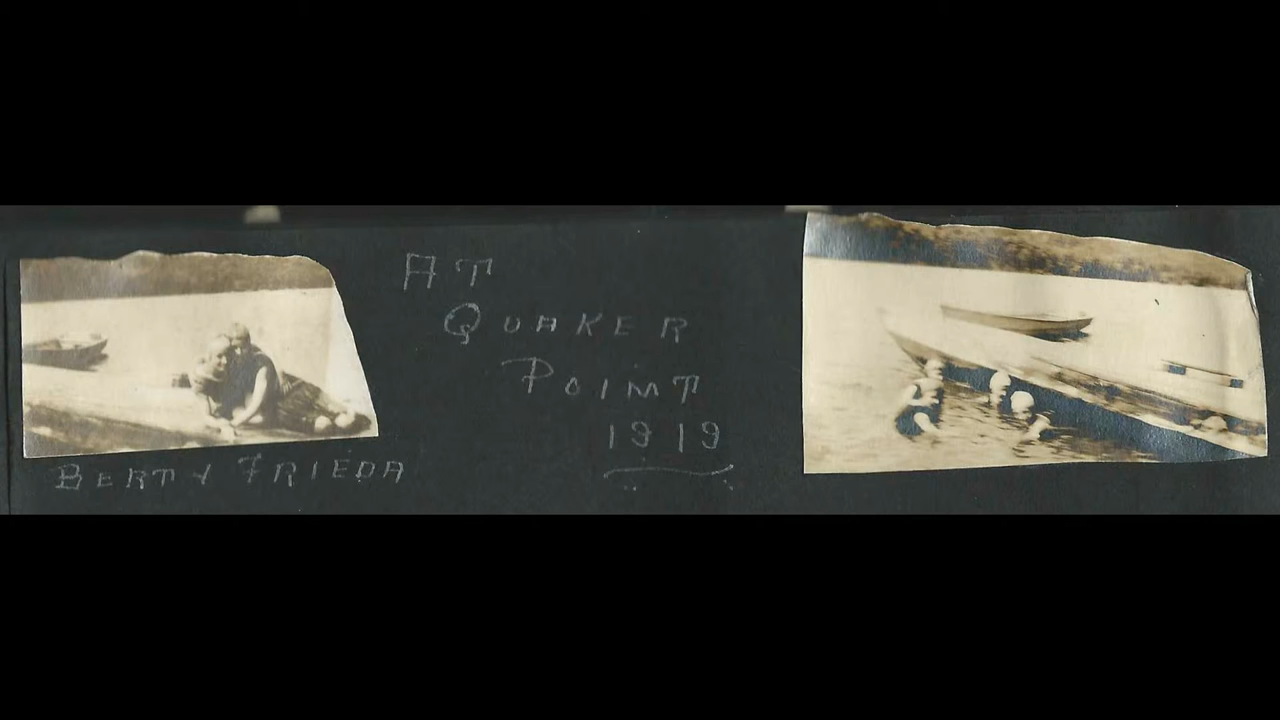 AT
QUAKER
POINT
1919
BERT & FRIEDA